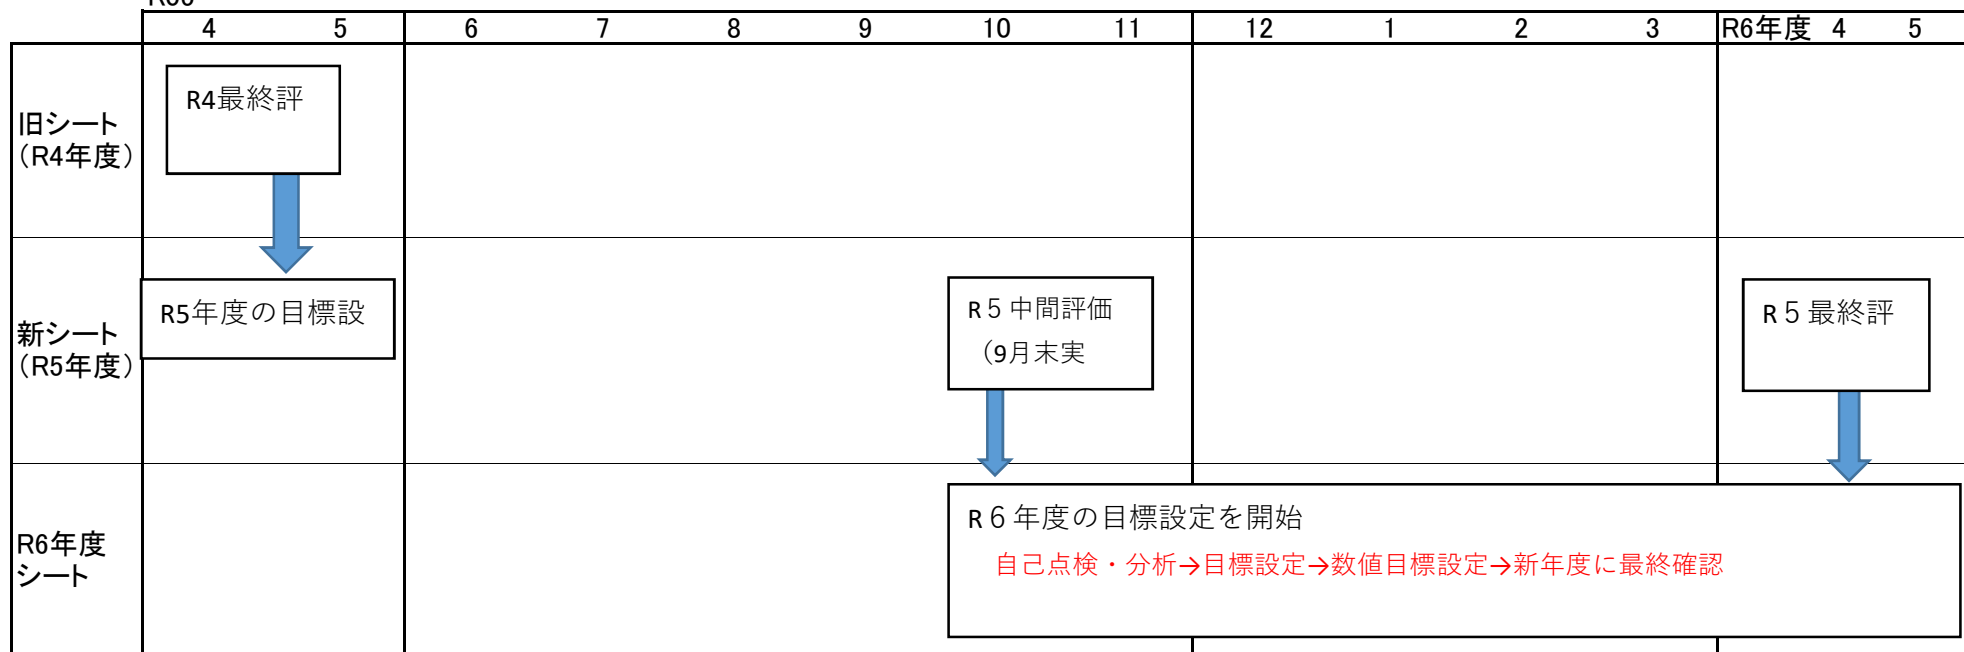 4 5 6 7 8 9 10 11 12 1 2 3 R6年度 4 5
旧シート
（R4年度）
R4最終評
新シート
（R5年度）
R5年度の目標設
R５中間評価
（9月末実
R５最終評
R6年度
シート
R６年度の目標設定を開始
自己点検・分析→目標設定→数値目標設定→新年度に最終確認